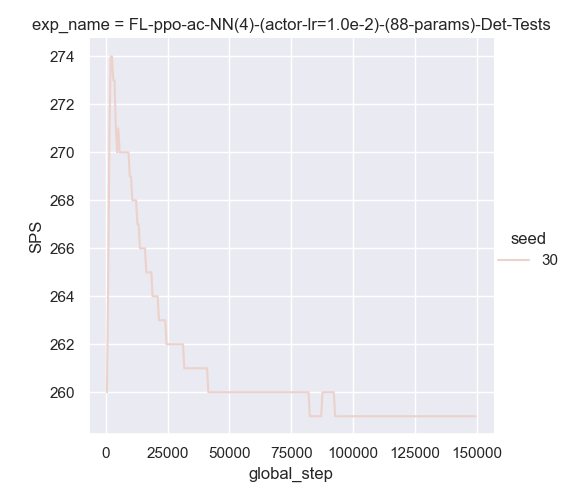 exp_name = FL-ppo-ac-NN(4)-(actor-lr=1.0e-2)-(88-params)-Det-Tests
274
272
270
268
266
264
262
260
SPS
0 25000 50000 75000 100000 125000 150000
global_step
seed
30